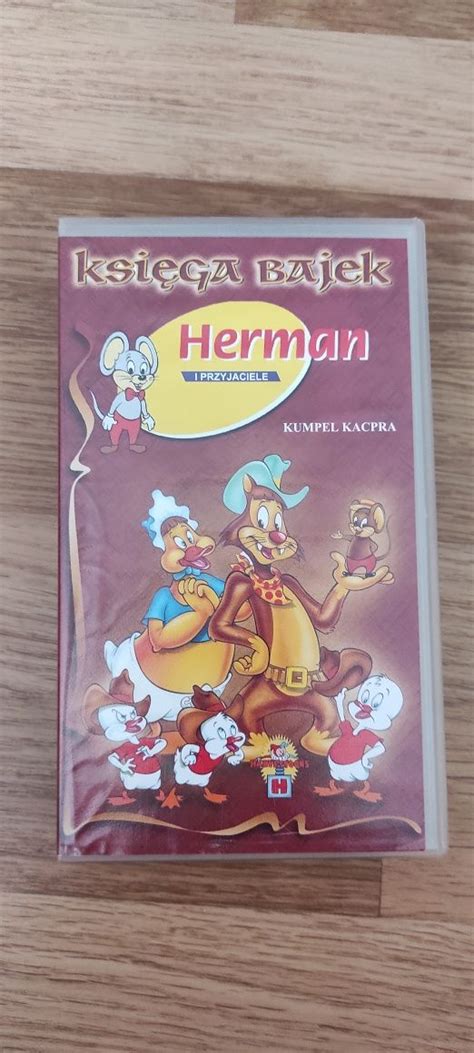 KSIĘGA BAJEK
Herman
I PRZYJACIELE
KUMPEL KACPRA
H